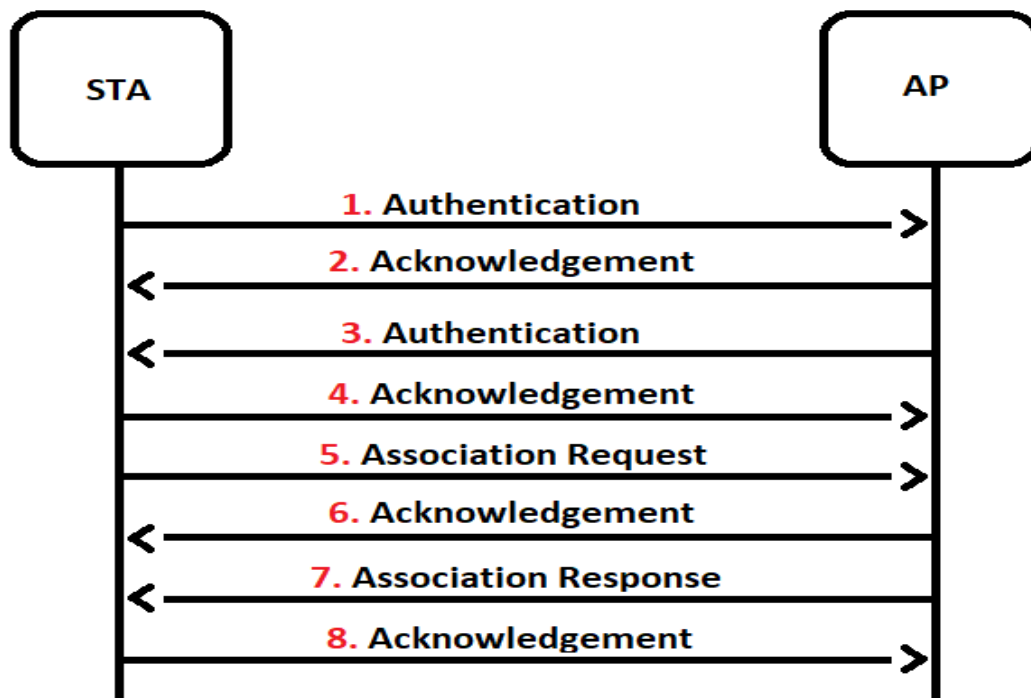 STA
AP
1. Authentication
2. Acknowledgement
3. Authentication
4. Acknowledgement
5. Association Request
6. Acknowledgement
7. Association Response
8. Acknowledgement